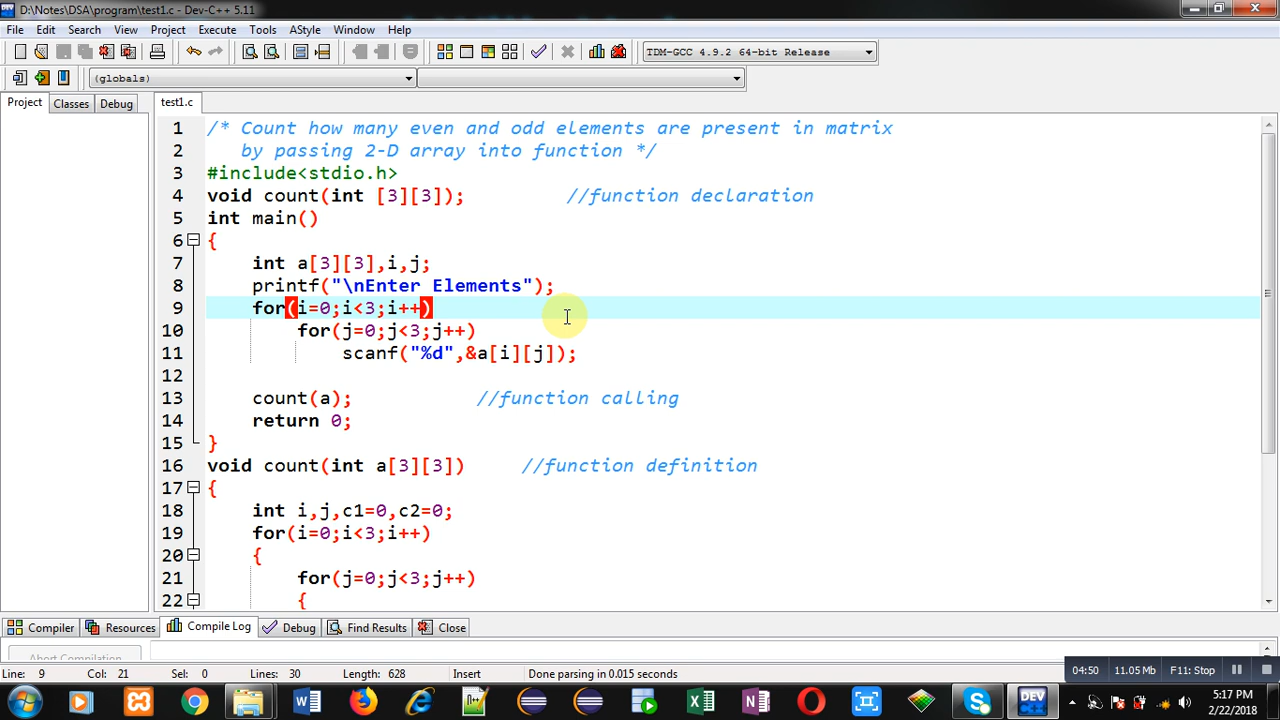 D:\Notes\DSA\program\test1.c - Dev-C++ 5.11
File Edit Search View Project Execute Tools AStyle Window Help
TDM-GCC 4.9.2 64-bit Release
(globals)
Project Classes Debug test1.c
1 /* Count how many even and odd elements are present in matrix
2 by passing 2-D array into function */
3 #include<stdio.h>
4 void count(int [3][3]); //function declaration
5 int main()
6 {
7 int a[3][3],i,j;
8 printf("\nEnter Elements");
9 for(i=0;i<3;i++)
10 for(j=0;j<3;j++)
11 scanf("%d",&a[i][j]);
12
13 count(a); //function calling
14 return 0;
15 }
16 void count(int a[3][3]) //function definition
17 {
18 int i,j,c1=0,c2=0;
19 for(i=0;i<3;i++)
20 {
21 for(j=0;j<3;j++)
22 {
Compiler Resources Compile Log Debug Find Results Close
Abort Compilation
Line: 9 Col: 21 Sel: 0 Lines: 30 Length: 628 Insert Done parsing in 0.015 seconds
04:50 11.05 Mb F11: Stop
5:17 PM
2/22/2018